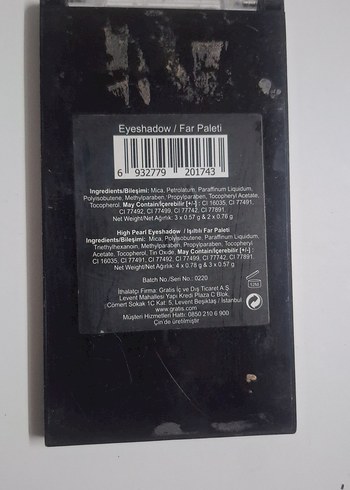 Eyeshadow / Far Paleti
6 932779 201743
Ingredients/Bileşimi: Mica, Petrolatum, Paraffinum Liquidum,
Polyisobutene, Methylparaben, Propylparaben, Tocopheryl Acetate,
Tocopherol. May Contain/İçerebilir [+/-] : CI 16035, CI 77491,
CI 77492, CI 77499, CI 77742, CI 77891.
Net Weight/Net Ağırlık: 3 x 0.57 g & 2 x 0.78 g
High Pearl Eyeshadow / Işıltılı Far Paleti
Ingredients/Bileşimi: Mica, Polyisobutene, Paraffinum Liquidum,
Triethylhexanoin, Methylparaben, Propylparaben, Tocopheryl
Acetate, Tocopherol, Tin Oxide. May Contain/İçerebilir [+/-] :
CI 16035, CI 77491, CI 77492, CI 77499, CI 77742, CI 77891.
Net Weight/Net Ağırlık: 4 x 0.78 g & 3 x 0.57 g
Batch No./Seri No.: 0220
İthalatçı Firma: Gratis İç ve Dış Ticaret A.Ş.
Levent Mahallesi Yapı Kredi Plaza C Blok,
Cömert Sokak 1C Kat: 5, Levent Beşiktaş / İstanbul
www.gratis.com
Müşteri Hizmetleri Hattı: 0850 210 6 900
Çin de üretilmiştir
12M